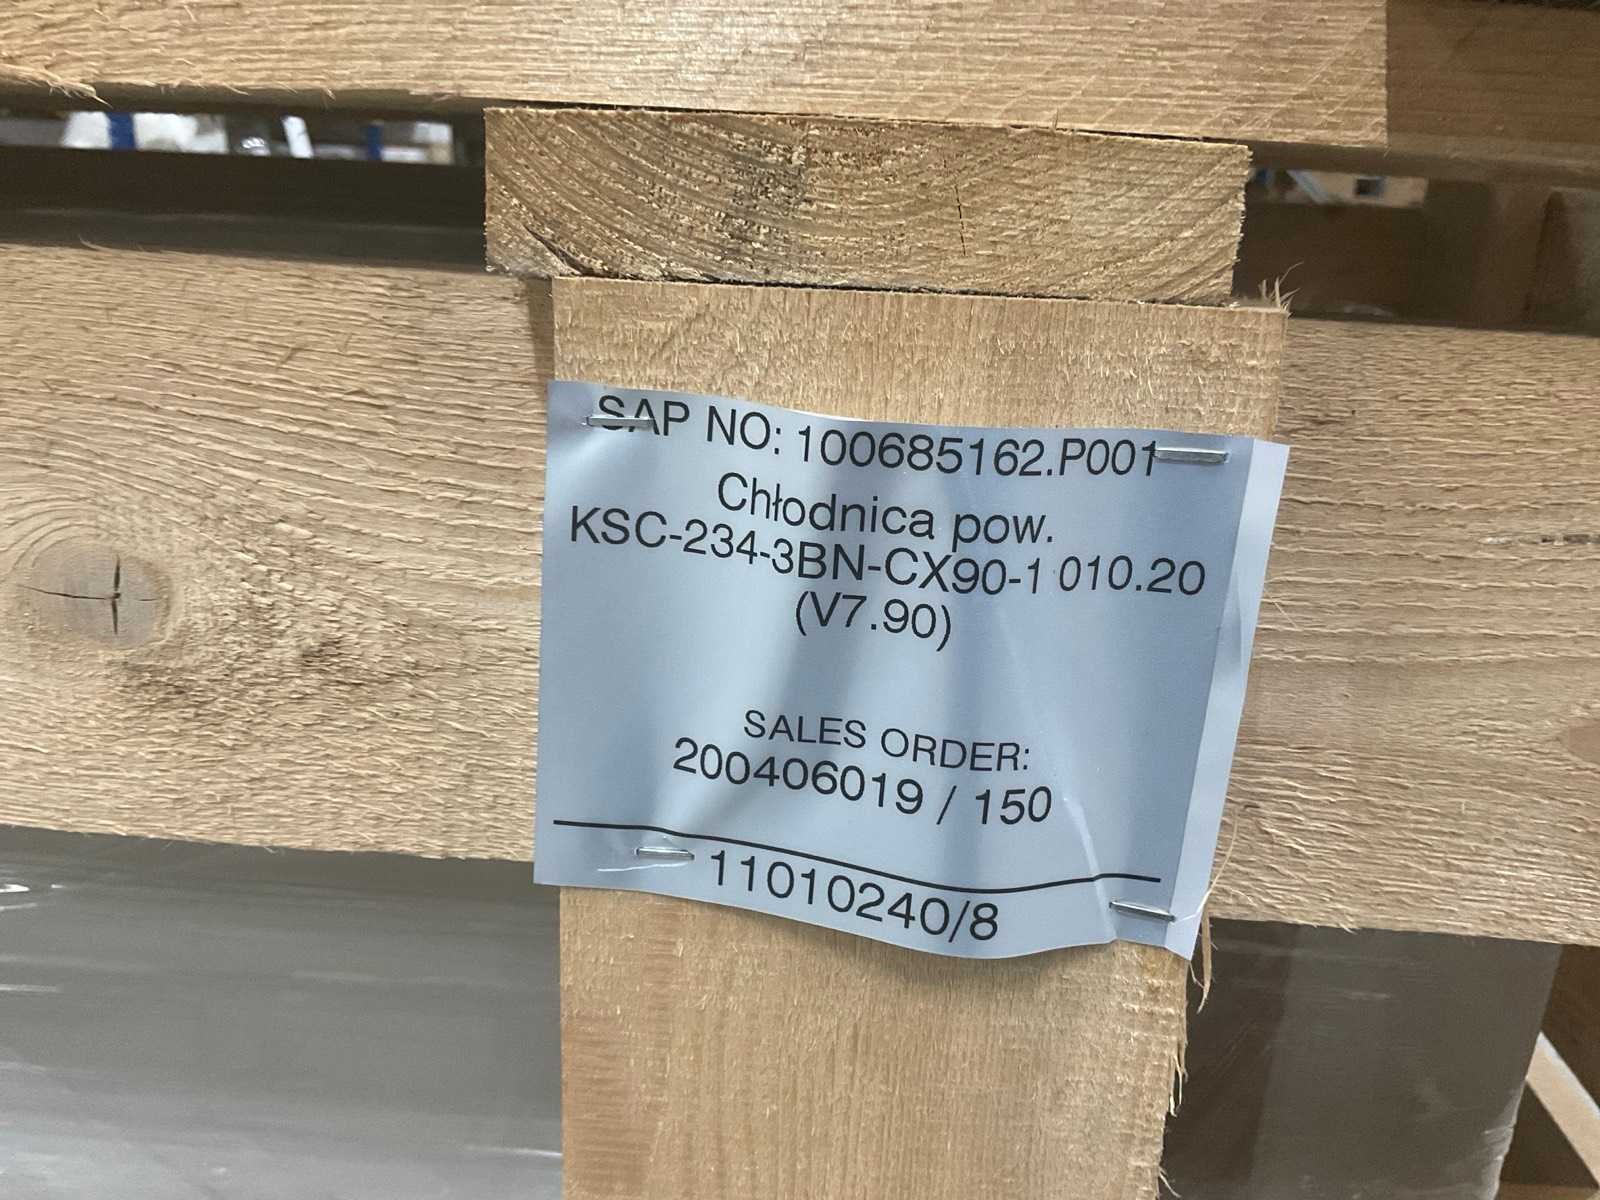 SAP NO: 100685162.P001
Chłodnica pow.
KSC-234-3BN-CX90-1 010.20
(V7.90)
SALES ORDER:
200406019 / 150
11010240/8